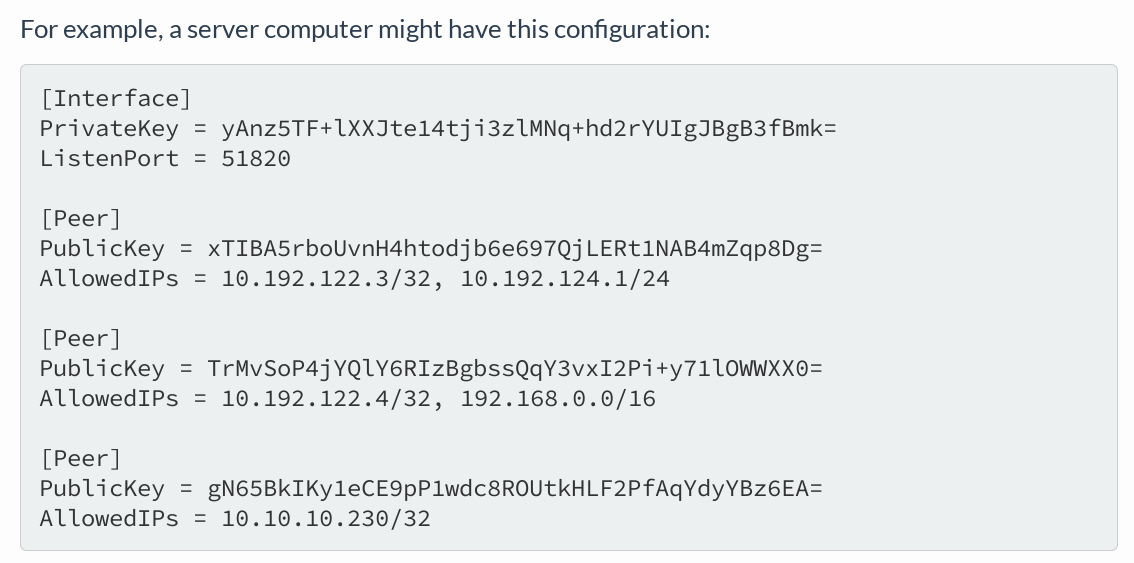 For example, a server computer might have this configuration:
[Interface]
PrivateKey = yAnz5TF+lXXJte14tji3zlMNq+hd2rYUIgJBgB3fBmk=
ListenPort = 51820
[Peer]
PublicKey = xTIBA5rboUvnH4htodjb6e697QjLERt1NAB4mZqp8Dg=
AllowedIPs = 10.192.122.3/32, 10.192.124.1/24
[Peer]
PublicKey = TrMvSoP4jYQlY6RIzBgbssQqY3vxI2Pi+y71lOWWXX0=
AllowedIPs = 10.192.122.4/32, 192.168.0.0/16
[Peer]
PublicKey = gN65BkIKy1eCE9pP1wdc8ROUtkHLF2PfAqYdyYBz6EA=
AllowedIPs = 10.10.10.230/32